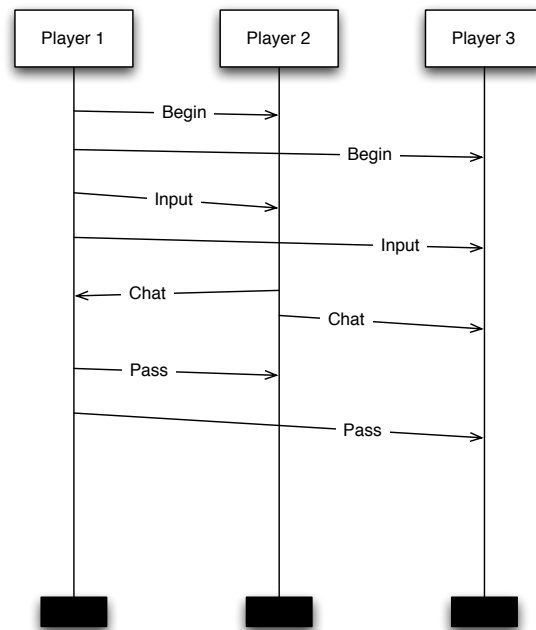 Player 1
Player 2
Player 3
Begin
Begin
Input
Input
Chat
Chat
Pass
Pass